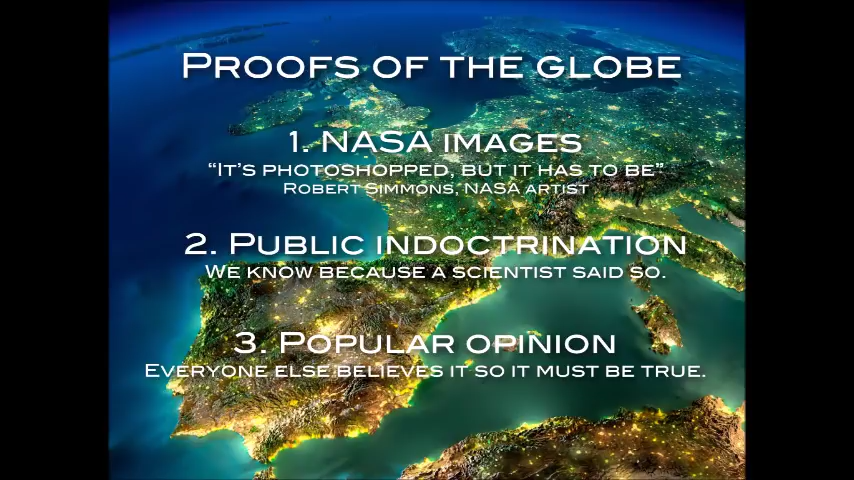 Proofs of the globe
1. NASA images
“It’s photoshopped, but it has to be”
Robert Simmons, NASA artist
2. Public indoctrination
We know because a scientist said so.
3. Popular opinion
Everyone else believes it so it must be true.